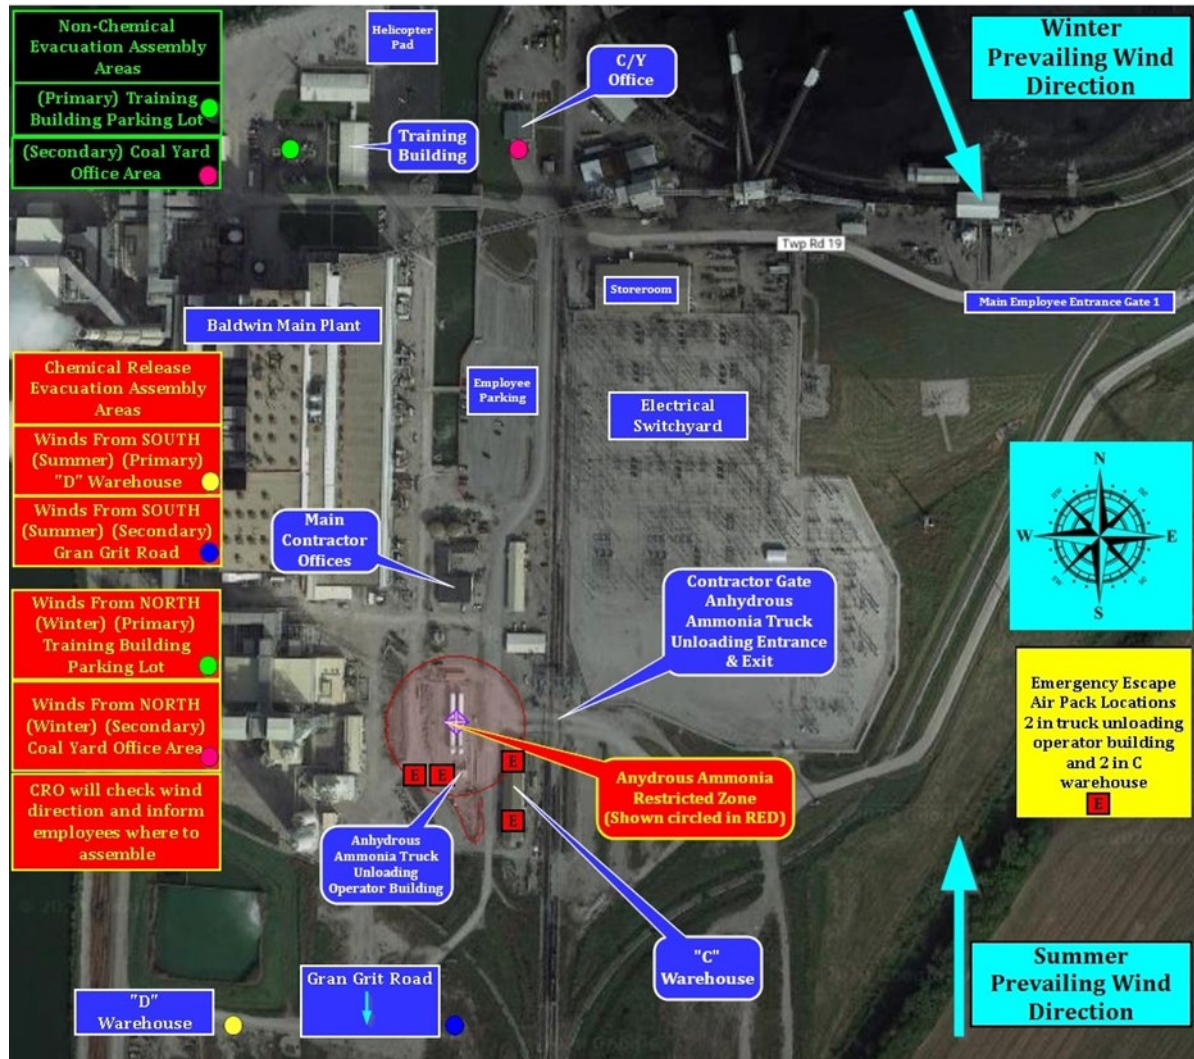 Non-Chemical
Evacuation Assembly
Areas
(Primary) Training
Building Parking Lot
(Secondary) Coal Yard
Office Area
Helicopter
Pad
C/Y
Office
Training
Building
Winter
Prevailing Wind
Direction
Twp Rd 19
Storeroom
Main Employee Entrance Gate 1
Baldwin Main Plant
Employee
Parking
Electrical
Switchyard
Chemical Release
Evacuation Assembly
Areas
Winds From SOUTH
(Summer) (Primary)
"D" Warehouse
Winds From SOUTH
(Summer) (Secondary)
Gran Grit Road
Winds From NORTH
(Winter) (Primary)
Training Building
Parking Lot
Winds From NORTH
(Winter) (Secondary)
Coal Yard Office Area
CRO will check wind
direction and inform
employees where to
assemble
Main
Contractor
Offices
Contractor Gate
Anhydrous
Ammonia Truck
Unloading Entrance
& Exit
N
W
E
S
Emergency Escape
Air Pack Locations
2 in truck unloading
operator building
and 2 in C
warehouse
E
E
E
E
E
Anydrous Ammonia
Restricted Zone
(Shown circled in RED)
Anhydrous
Ammonia Truck
Unloading
Operator Building
"C"
Warehouse
Gran Grit Road
"D"
Warehouse
Summer
Prevailing Wind
Direction